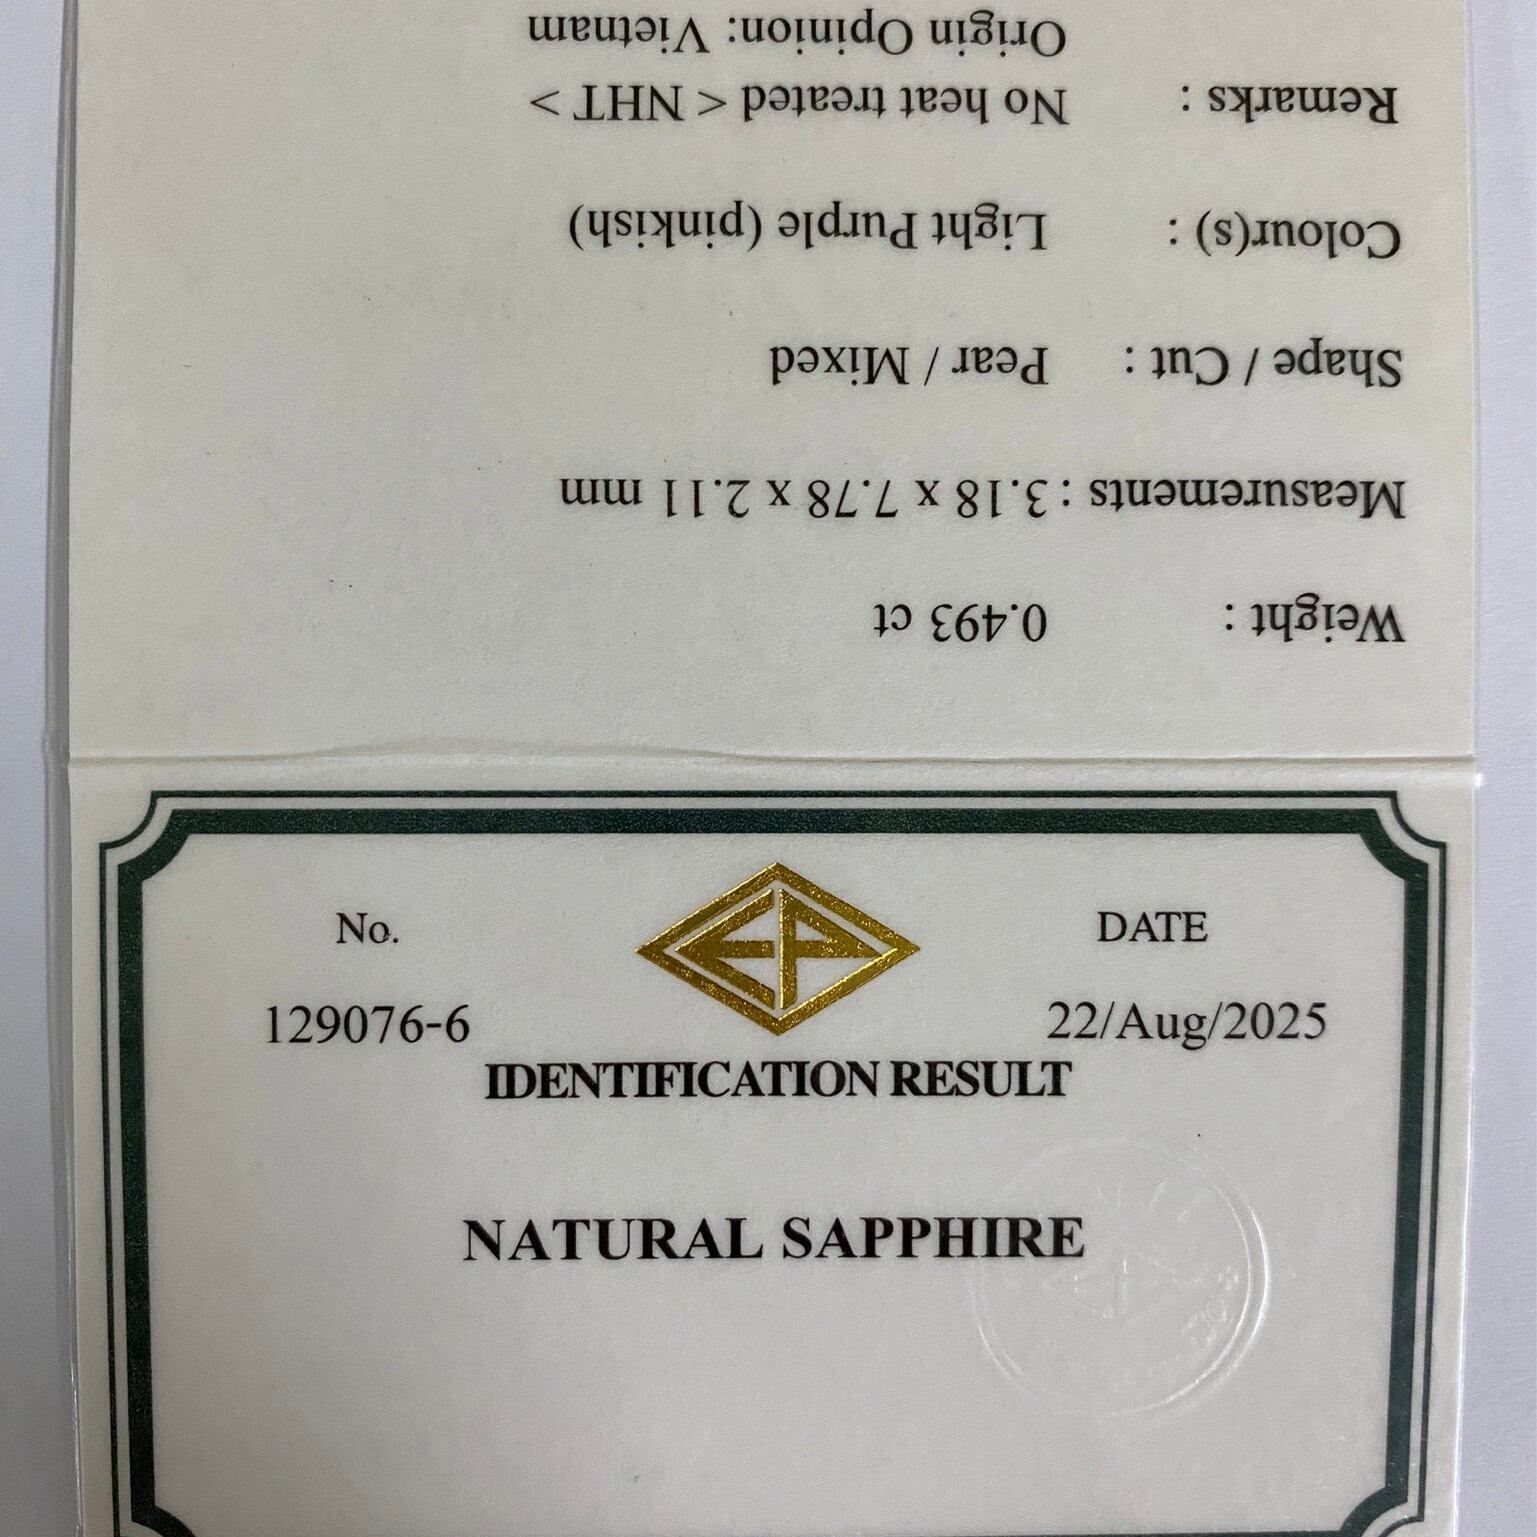 No.
DATE
129076-6
22/Aug/2025
IDENTIFICATION RESULT
NATURAL SAPPHIRE
Weight : 0.493 ct
Measurements : 3.18 x 7.78 x 2.11 mm
Shape / Cut : Pear / Mixed
Colour(s) : Light Purple (pinkish)
Remarks : No heat treated < NHT >
Origin Opinion: Vietnam